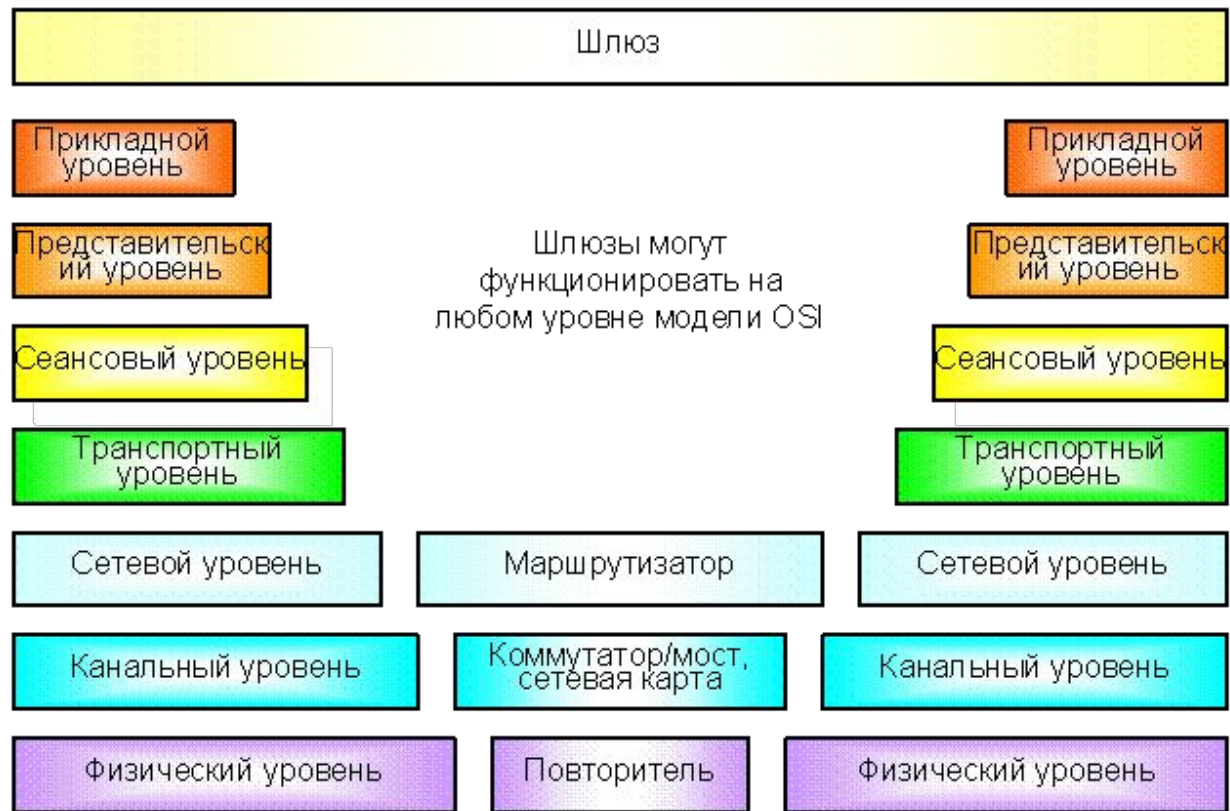 Шлюз
Прикладной
уровень
Прикладной
уровень
Представительск
ий уровень
Шлюзы могут
функционировать на
любом уровне модели OSI
Представительск
ий уровень
Сеансовый уровень
Сеансовый уровень
Транспортный
уровень
Транспортный
уровень
Сетевой уровень
Маршрутизатор
Сетевой уровень
Канальный уровень
Коммутатор/мост,
сетевая карта
Канальный уровень
Физический уровень
Повторитель
Физический уровень